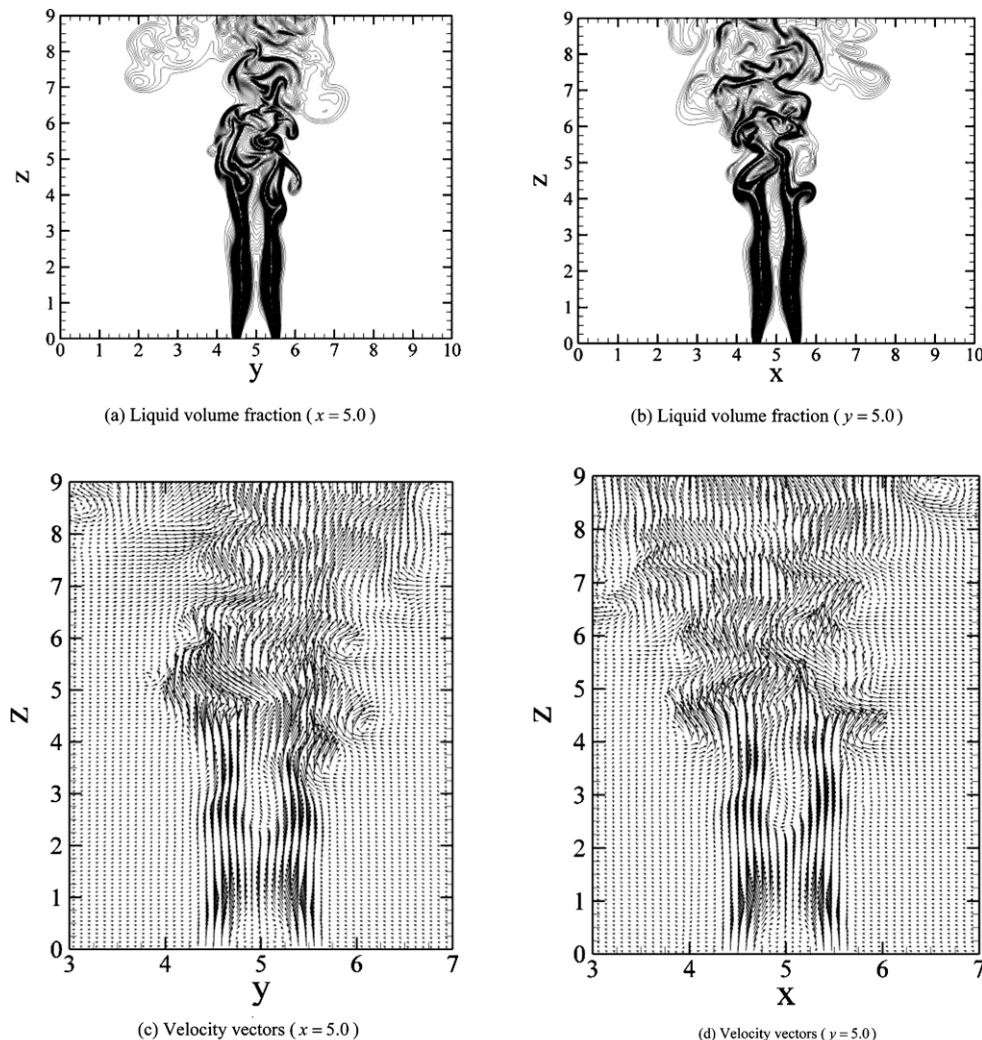 9
8
7
6
5
4
3
2
1
0
z
0 1 2 3 4 5 6 7 8 9 10
y
(a) Liquid volume fraction ( x = 5.0 )
9
8
7
6
5
4
3
2
1
0
z
0 1 2 3 4 5 6 7 8 9 10
x
(b) Liquid volume fraction ( y = 5.0 )
9
8
7
6
5
4
3
2
1
0
z
3 4 5 6 7
y
(c) Velocity vectors ( x = 5.0 )
9
8
7
6
5
4
3
2
1
0
z
3 4 5 6 7
x
(d) Velocity vectors ( y = 5.0 )